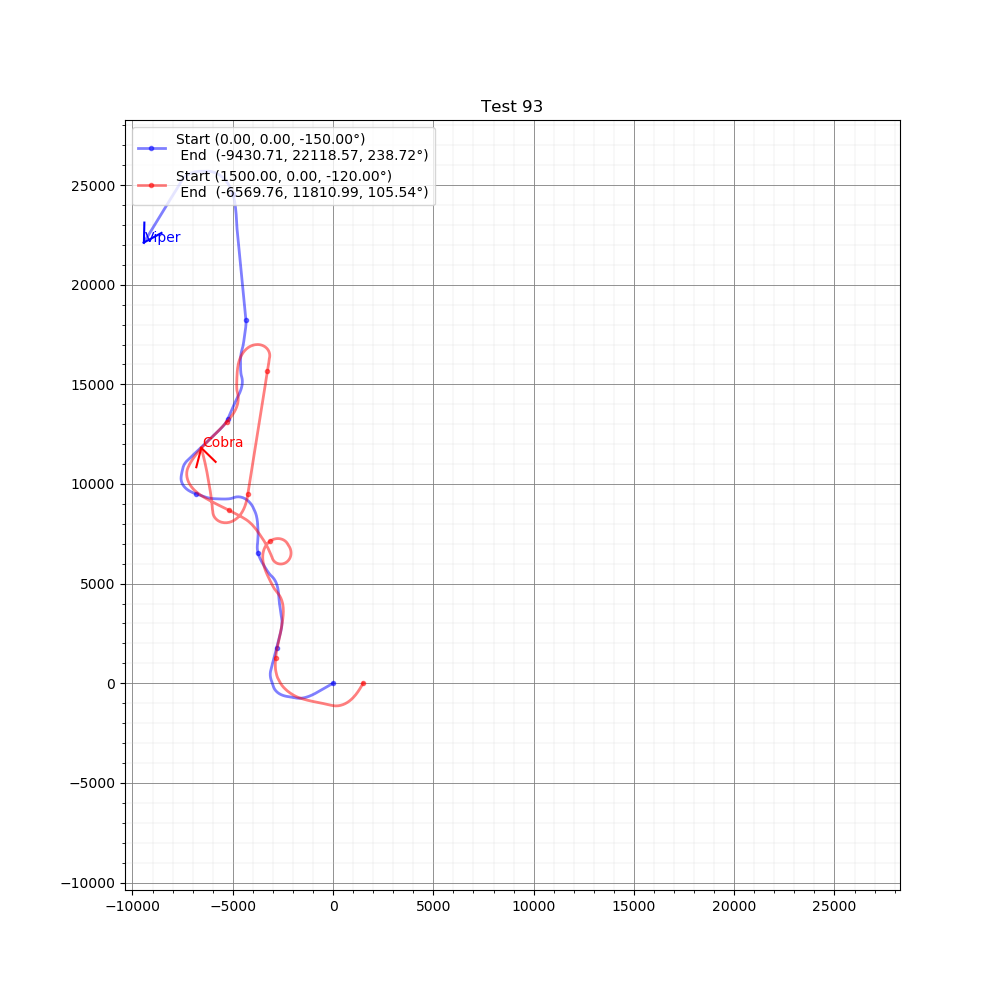 Test 93
Start (0.00, 0.00, -150.00°)
End (-9430.71, 22118.57, 238.72°)
Start (1500.00, 0.00, -120.00°)
End (-6569.76, 11810.99, 105.54°)
25000
Viper
20000
15000
Cobra
10000
5000
0
−5000
−10000
−10000 −5000 0 5000 10000 15000 20000 25000